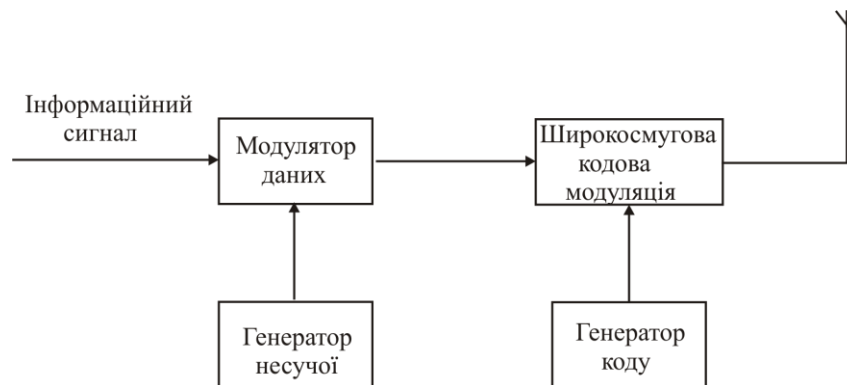 Інформаційний
сигнал
Модулятор
даних
Широкосмугова
кодова
модуляція
Генератор
несучої
Генератор
коду